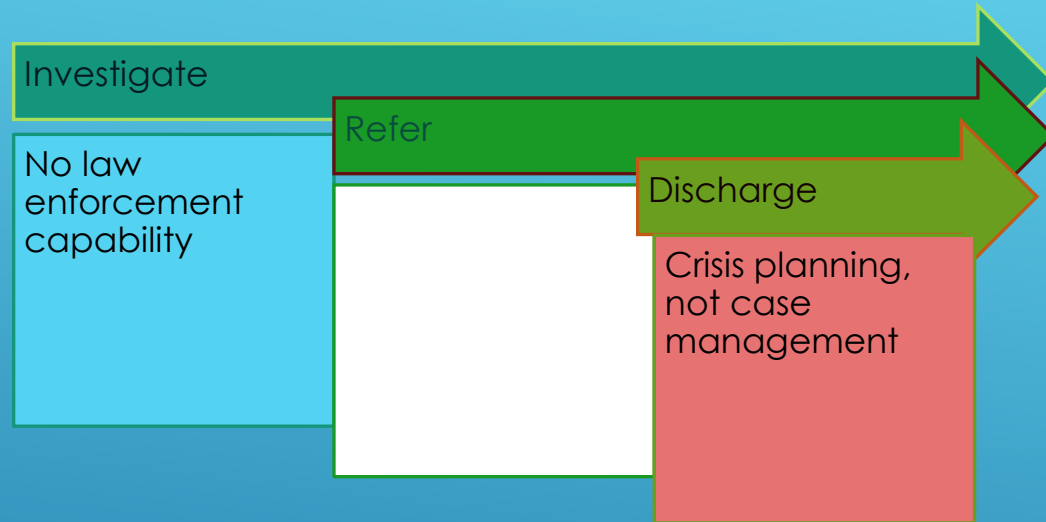 Investigate
Refer
No law
enforcement
capability
Discharge
Crisis planning,
not case
management